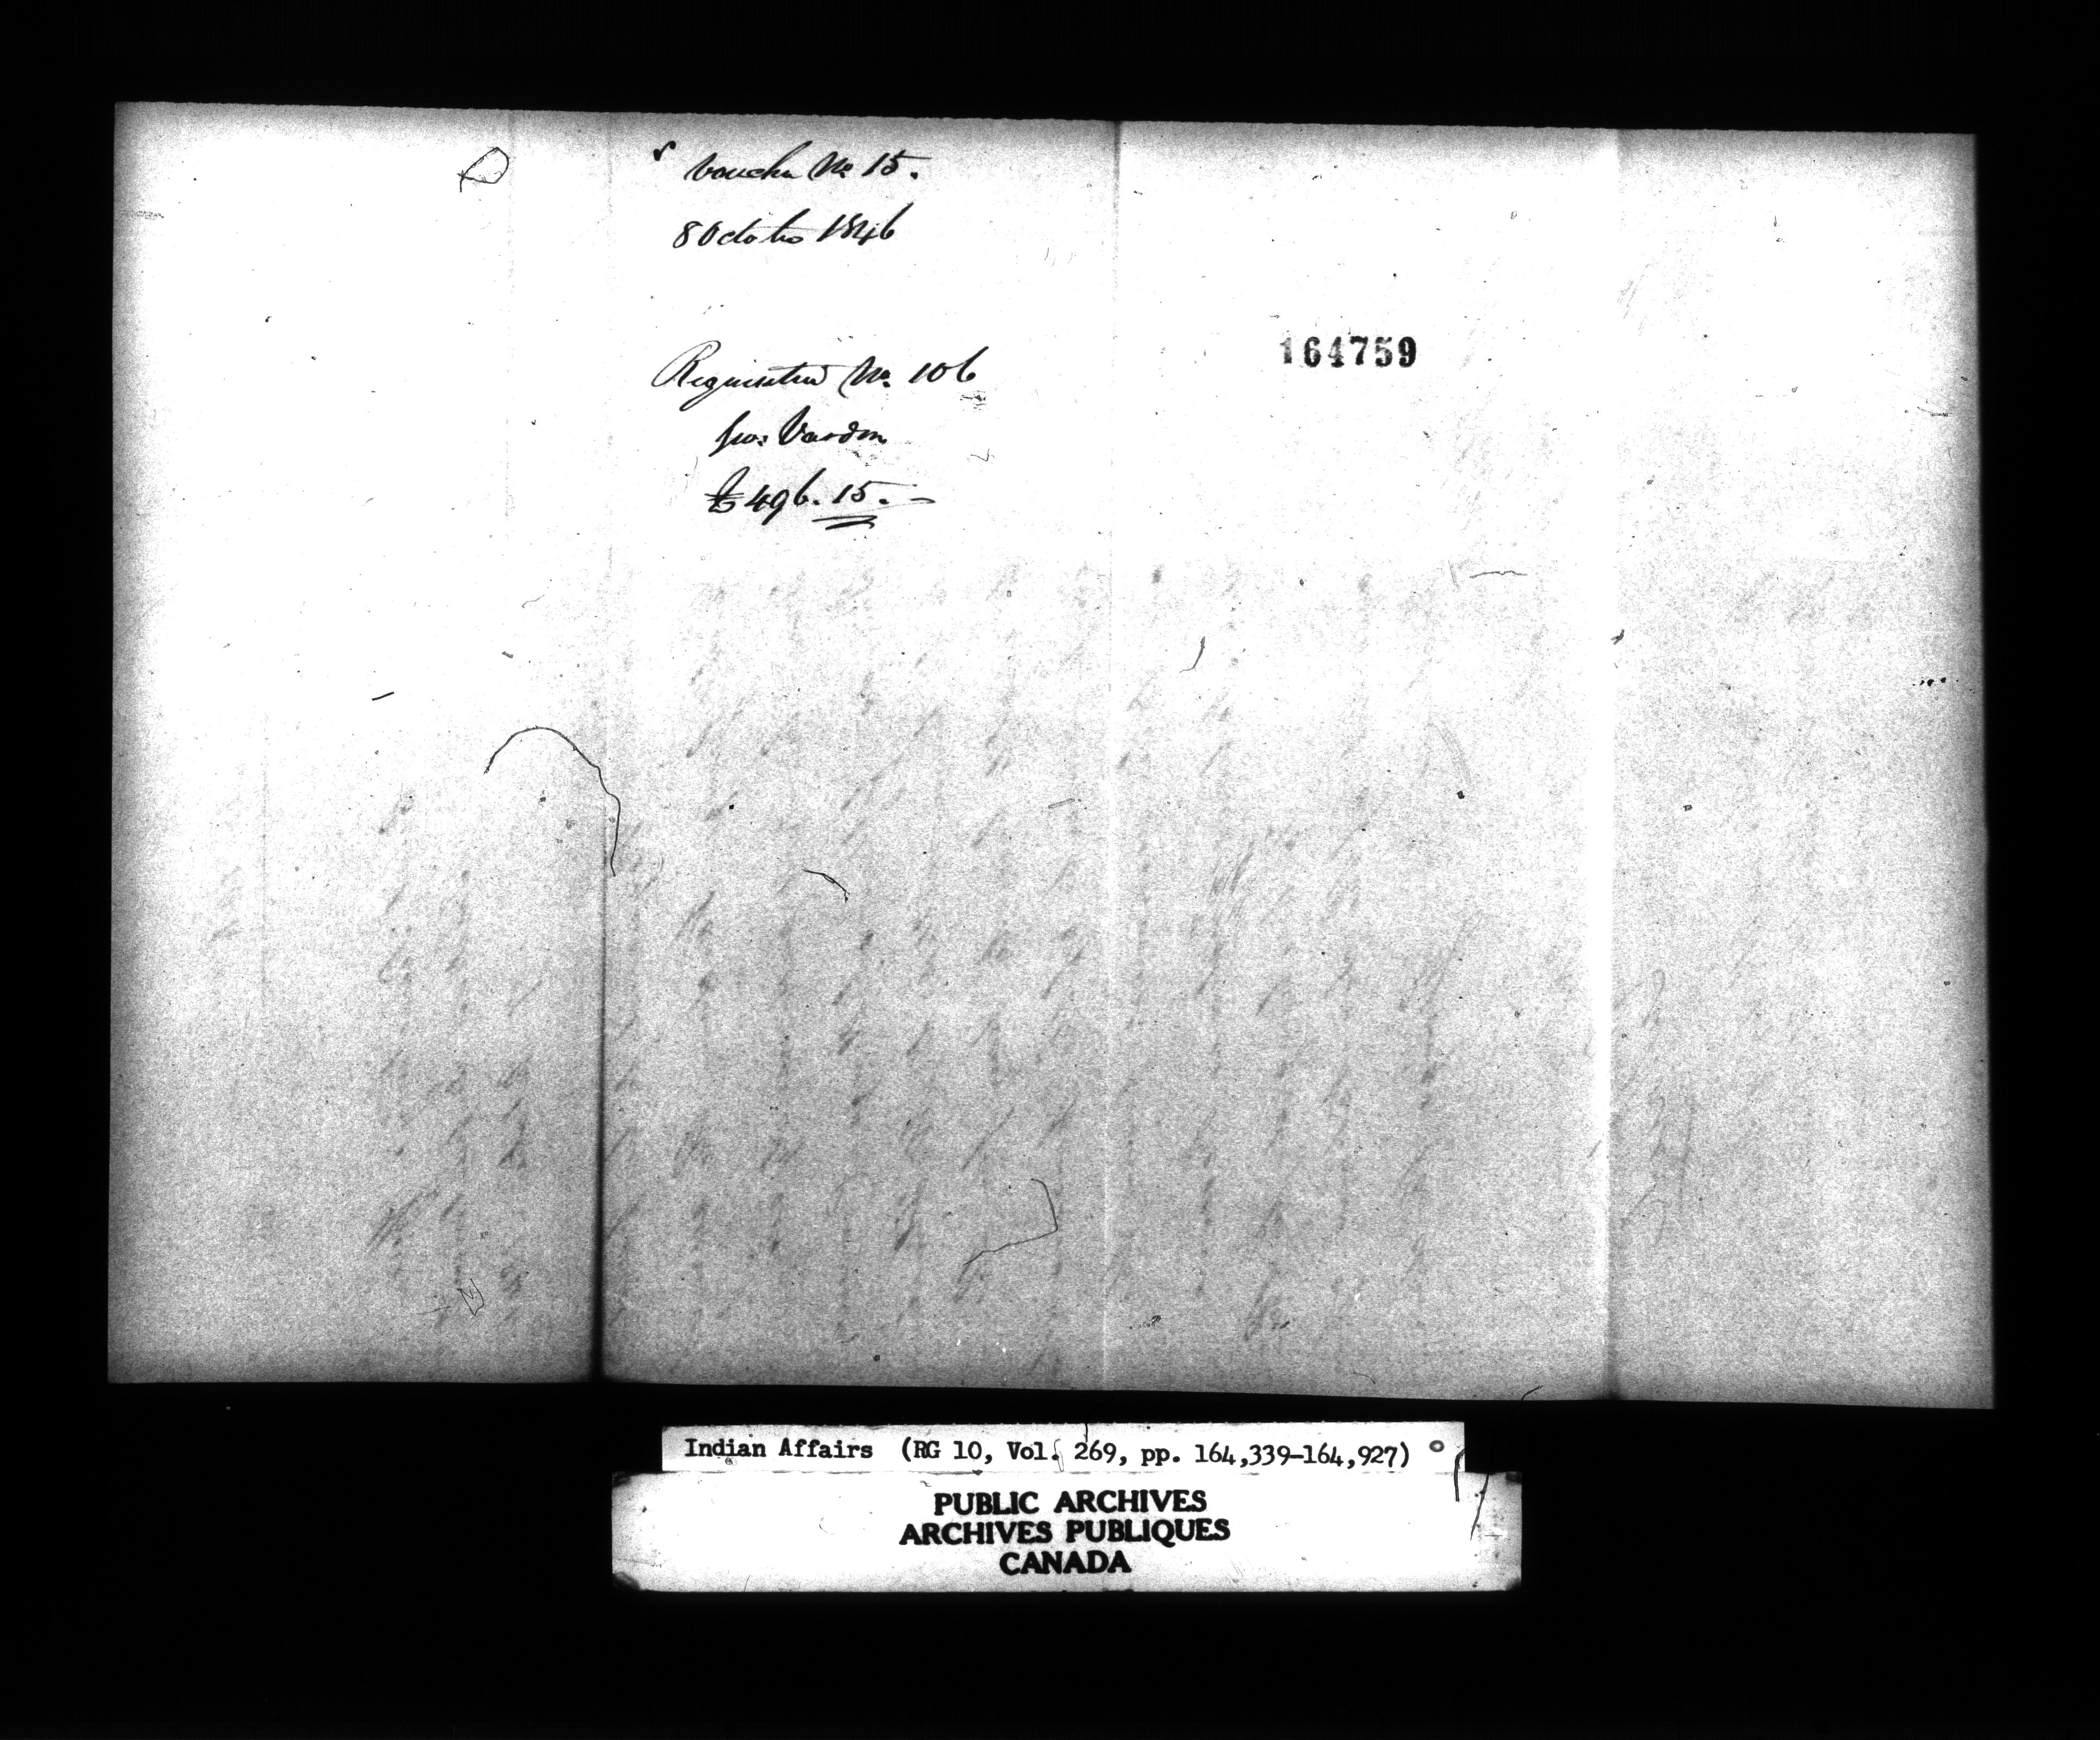 Voucher No. 15.
8 October 1846
164759
Requisition No. 106
Geo: Vardon
£496.15.-
Indian Affairs (RG 10, Vol. 269, pp. 164,339-164,927)
PUBLIC ARCHIVES
ARCHIVES PUBLIQUES
CANADA